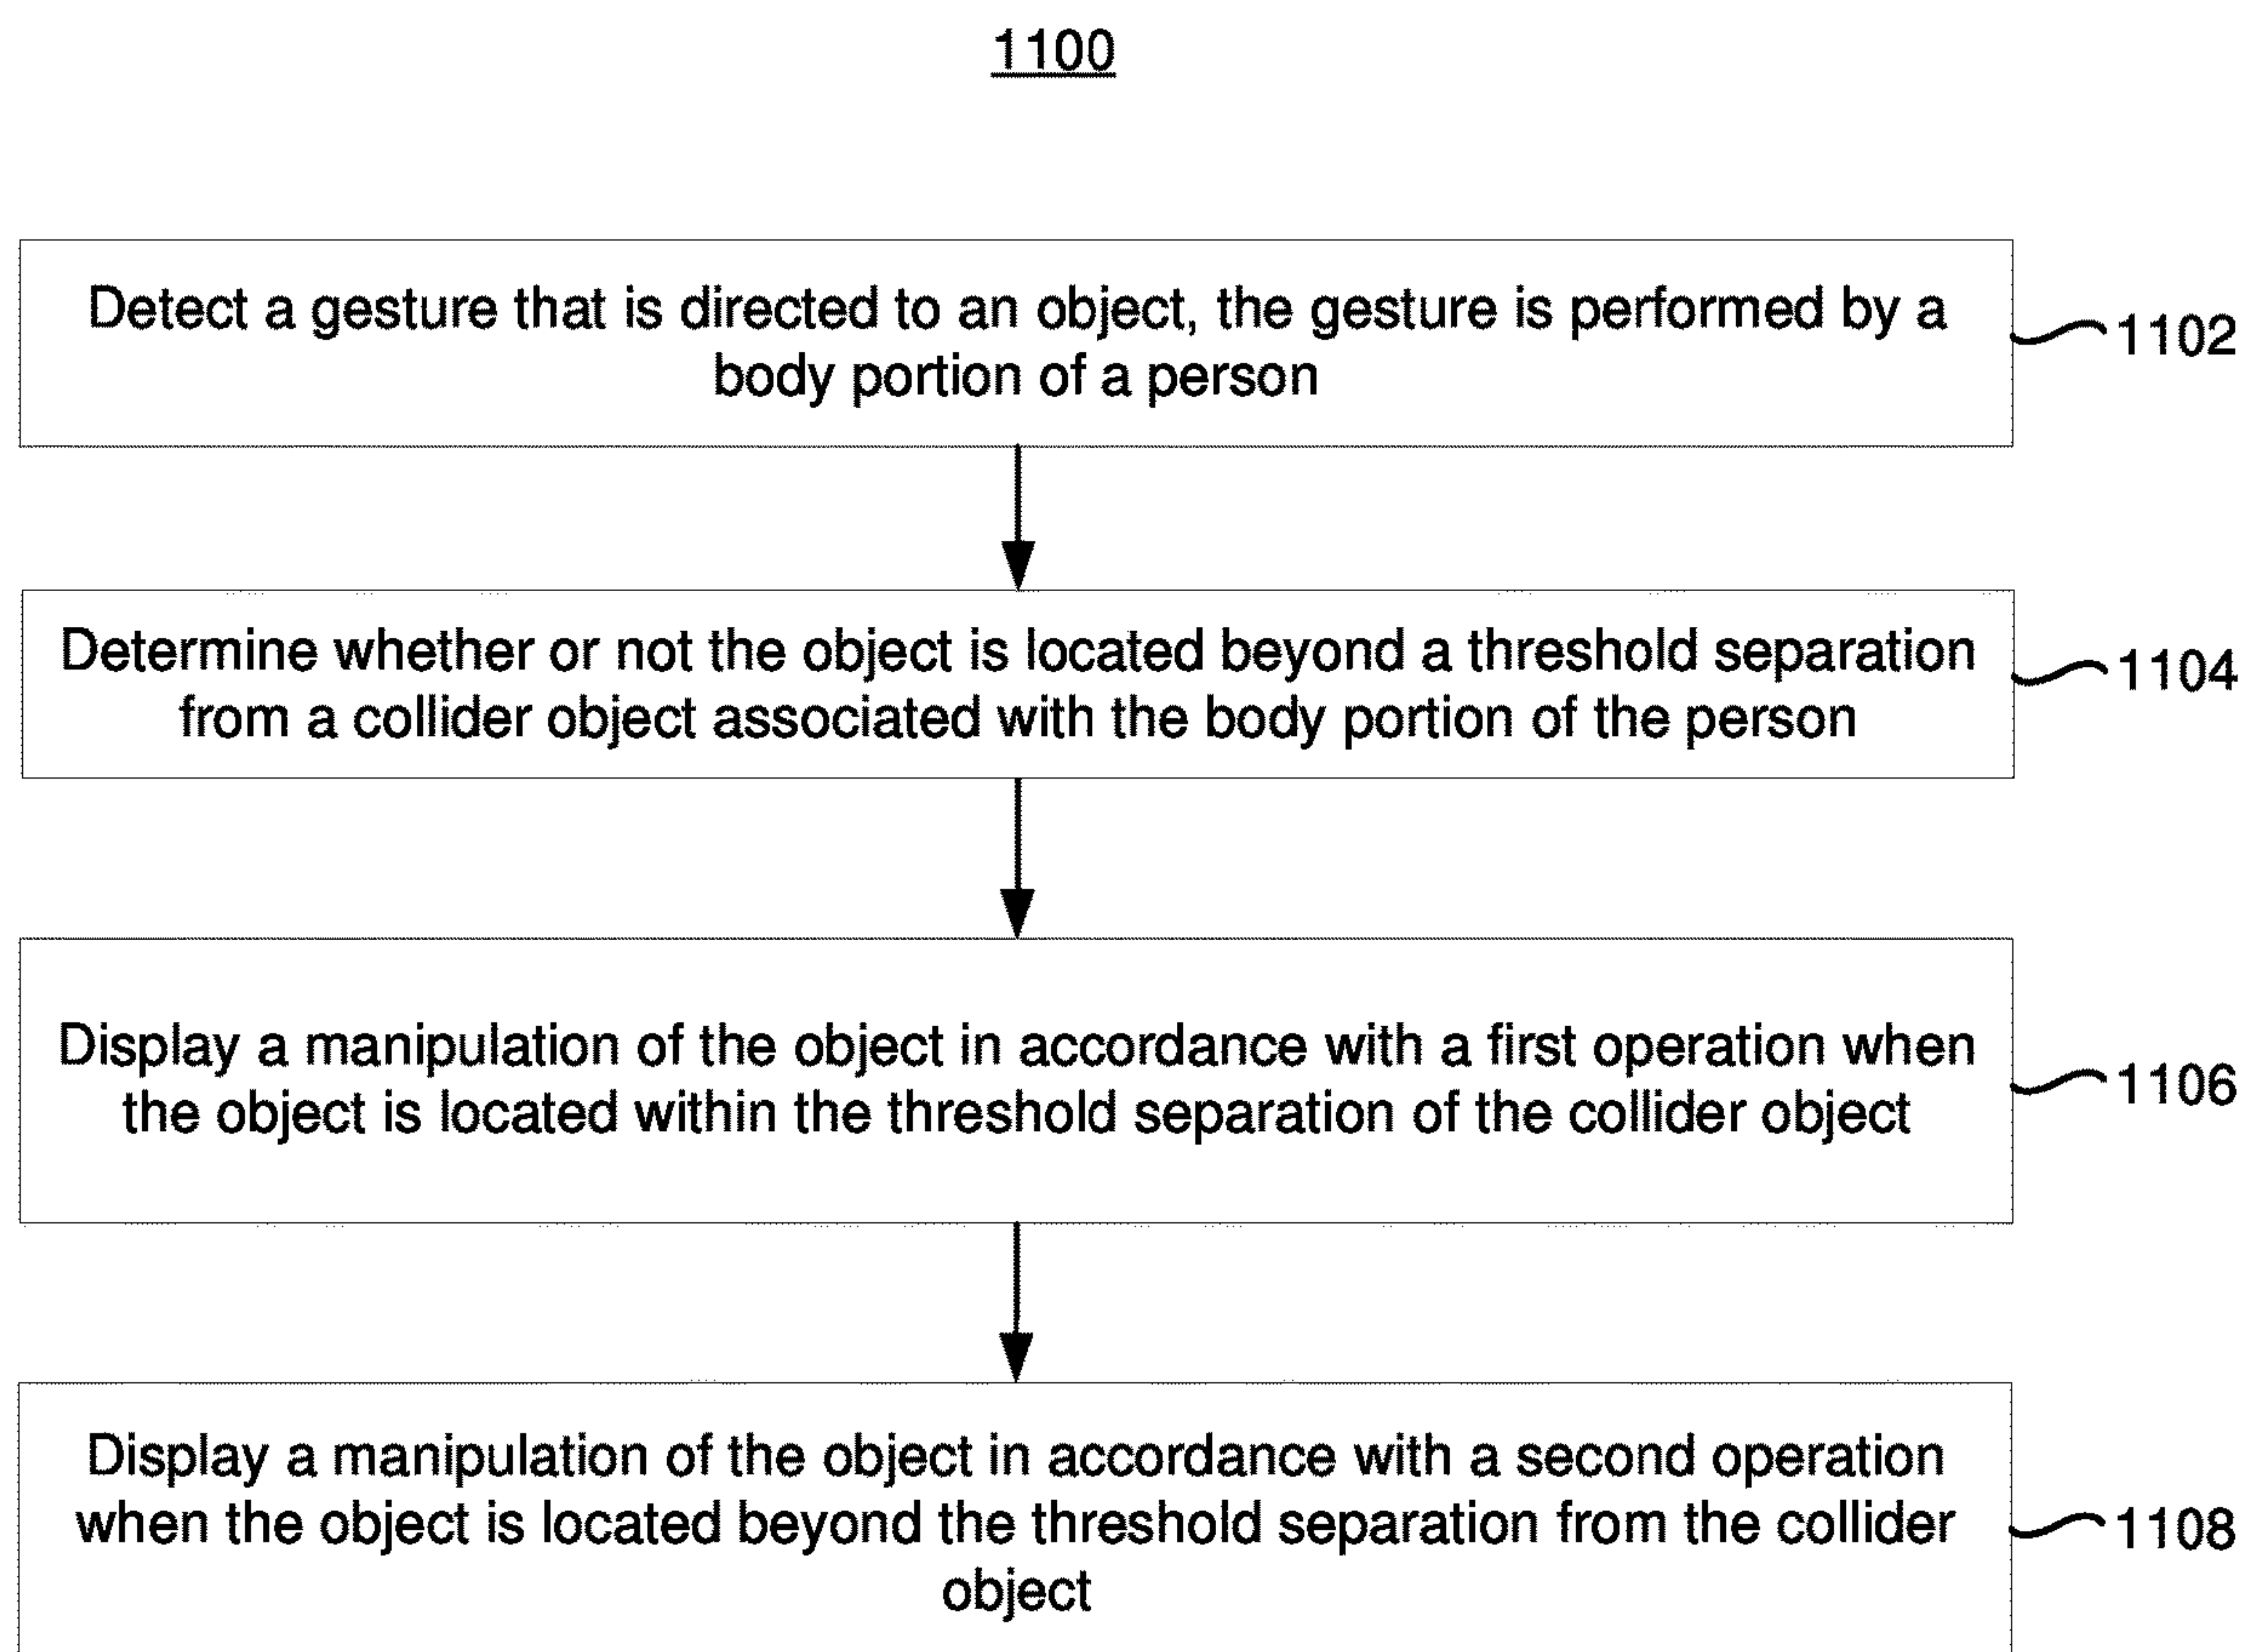 1100
Detect a gesture that is directed to an object, the gesture is performed by a
body portion of a person
1102
Determine whether or not the object is located beyond a threshold separation
from a collider object associated with the body portion of the person
1104
Display a manipulation of the object in accordance with a first operation when
the object is located within the threshold separation of the collider object
1106
Display a manipulation of the object in accordance with a second operation
when the object is located beyond the threshold separation from the collider
object
1108